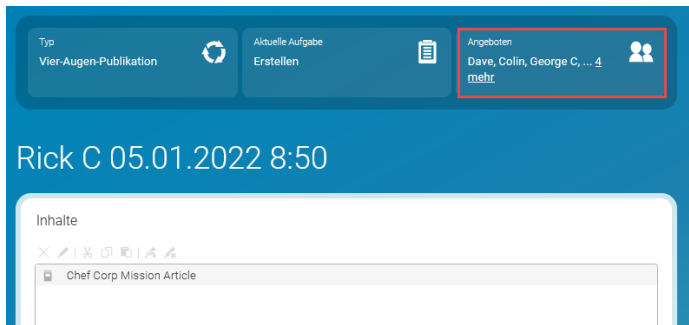 Typ
Vier-Augen-Publikation
Aktuelle Aufgabe
Erstellen
Angeboten
Dave, Colin, George C, ... 4
mehr
Rick C 05.01.2022 8:50
Inhalte
Chef Corp Mission Article